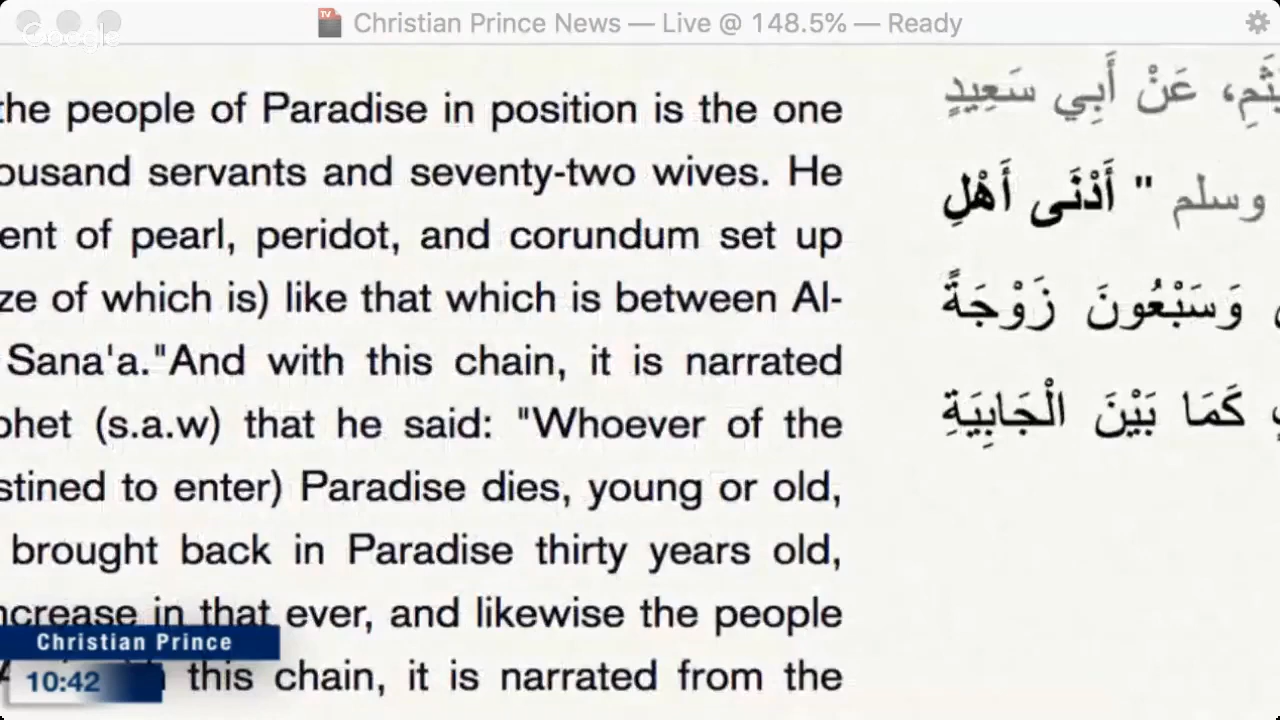 Google
Christian Prince News — Live @ 148.5% — Ready
the people of Paradise in position is the one
ousand servants and seventy-two wives. He
ent of pearl, peridot, and corundum set up
ze of which is) like that which is between Al-
Sana'a."And with this chain, it is narrated
phet (s.a.w) that he said: "Whoever of the
stined to enter) Paradise dies, young or old,
brought back in Paradise thirty years old,
ncrease in that ever, and likewise the people
this chain, it is narrated from the
عَنْ أَبِي سَعِيدٍ
وسلم " أَدْنَى أَهْلِ
وَسَبْعُونَ زَوْجَةً
كَمَا بَيْنَ الْجَابِيَةِ
Christian Prince
10:42